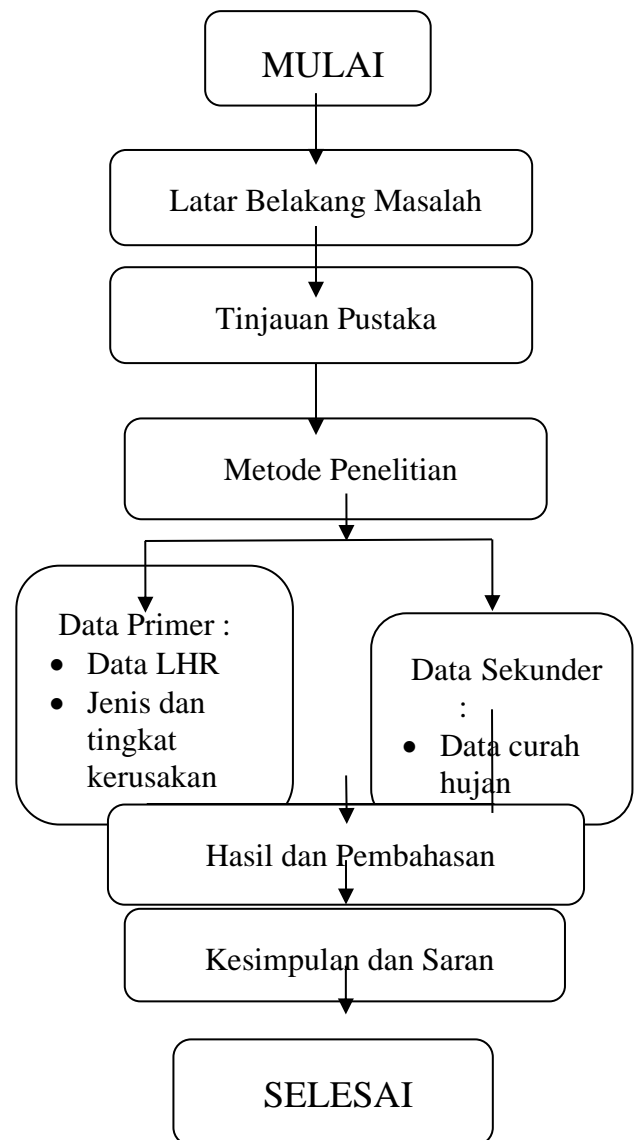 MULAI
Latar Belakang Masalah
Tinjauan Pustaka
Metode Penelitian
Data Primer :
• Data LHR
• Jenis dan
tingkat
kerusakan
Data Sekunder
:
• Data curah
hujan
Hasil dan Pembahasan
Kesimpulan dan Saran
SELESAI